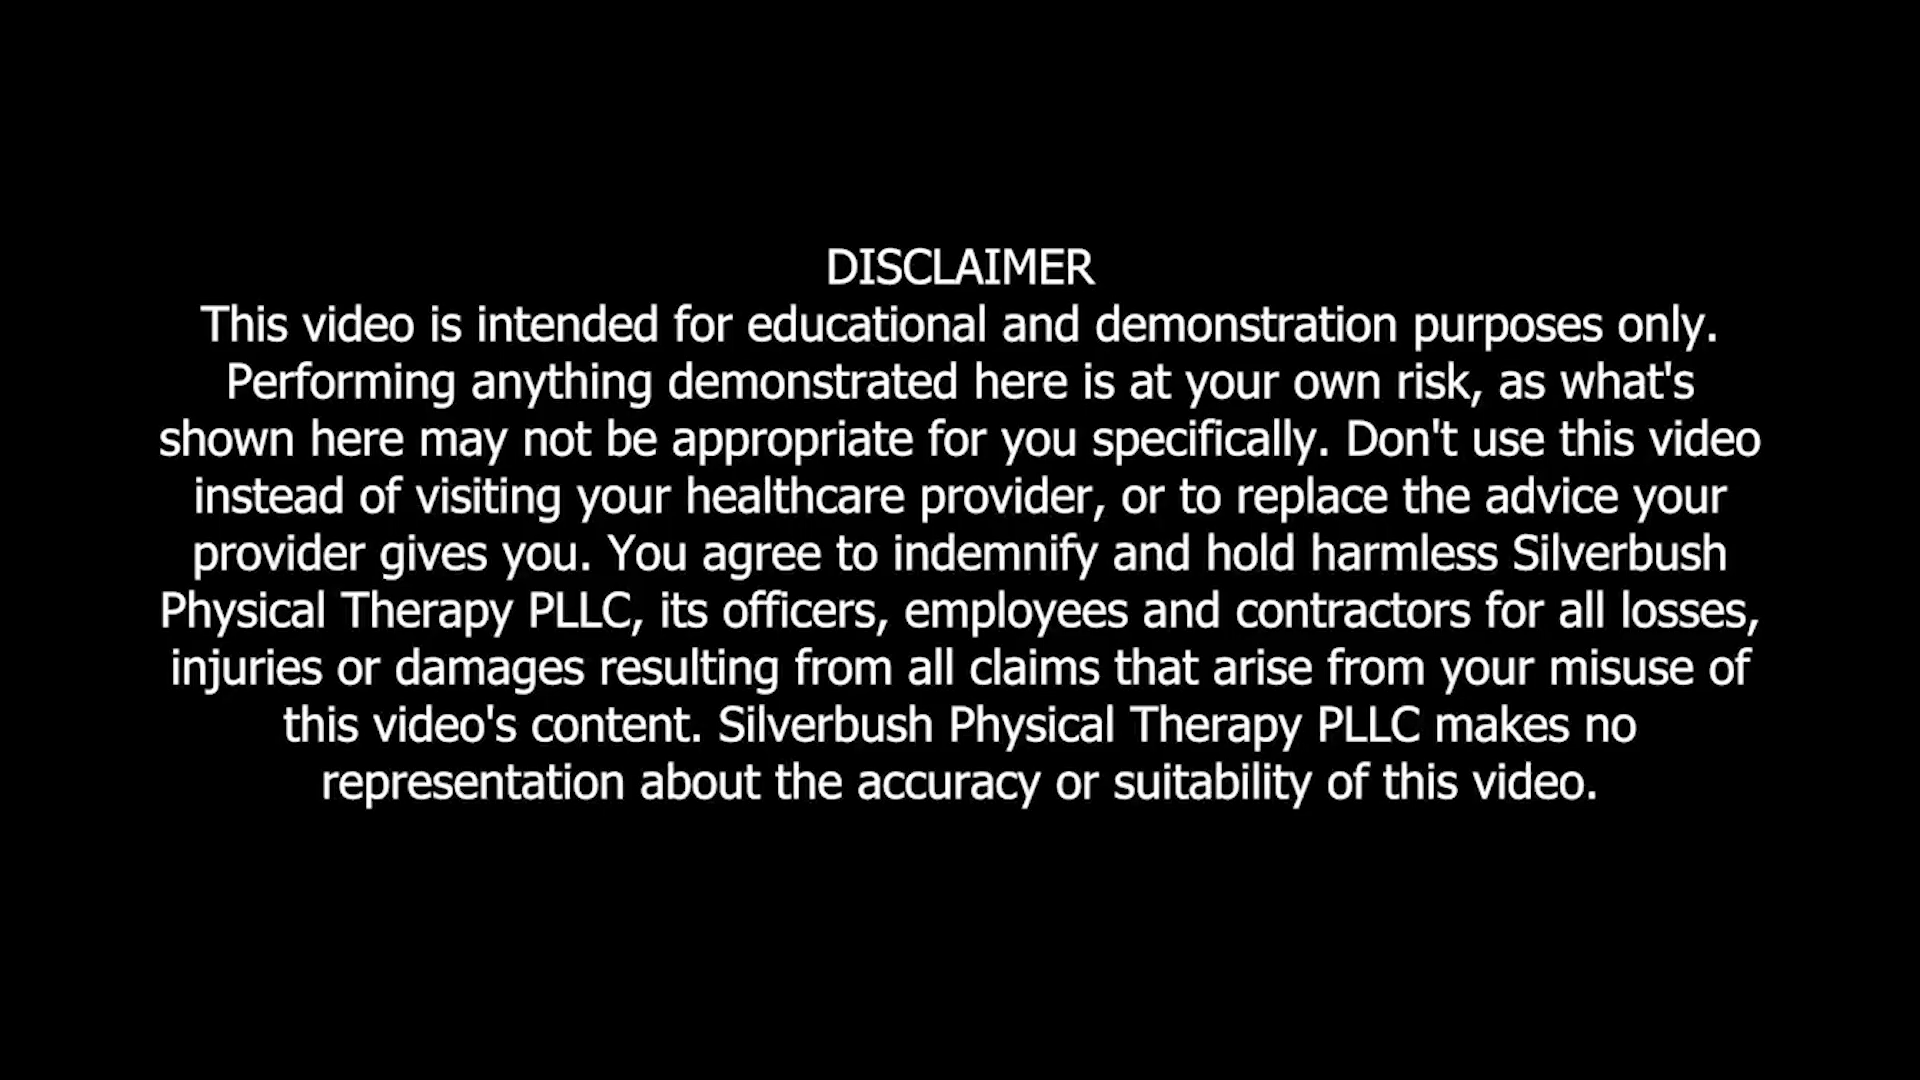 DISCLAIMER
This video is intended for educational and demonstration purposes only.
Performing anything demonstrated here is at your own risk, as what's
shown here may not be appropriate for you specifically. Don't use this video
instead of visiting your healthcare provider, or to replace the advice your
provider gives you. You agree to indemnify and hold harmless Silverbush
Physical Therapy PLLC, its officers, employees and contractors for all losses,
injuries or damages resulting from all claims that arise from your misuse of
this video's content. Silverbush Physical Therapy PLLC makes no
representation about the accuracy or suitability of this video.